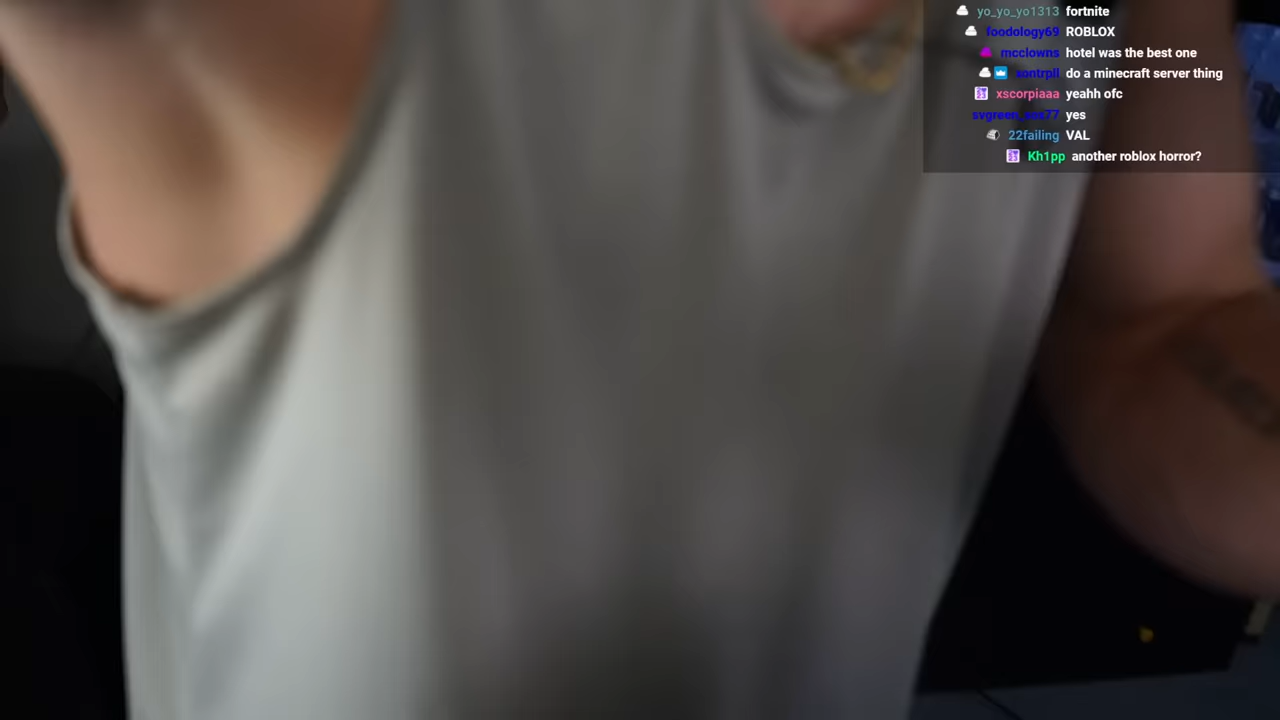 yo_yo_yo1313 fortnite
foodology69 ROBLOX
mcclowns hotel was the best one
xontrpll do a minecraft server thing
xscorpiaaa yeahh ofc
yes
22failing VAL
Kh1pp another roblox horror?